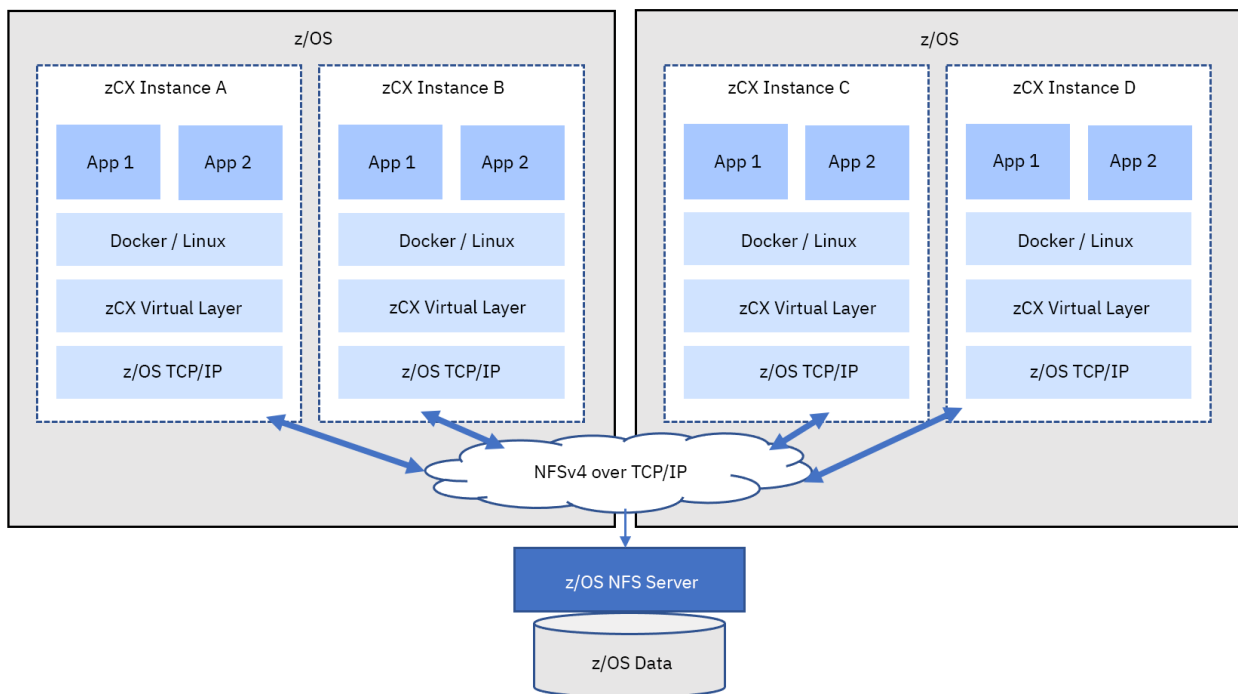 z/OS
zCX Instance A
App 1
App 2
Docker / Linux
zCX Virtual Layer
z/OS TCP/IP
zCX Instance B
App 1
App 2
Docker / Linux
zCX Virtual Layer
z/OS TCP/IP
z/OS
zCX Instance C
App 1
App 2
Docker / Linux
zCX Virtual Layer
z/OS TCP/IP
zCX Instance D
App 1
App 2
Docker / Linux
zCX Virtual Layer
z/OS TCP/IP
NFSv4 over TCP/IP
z/OS NFS Server
z/OS Data